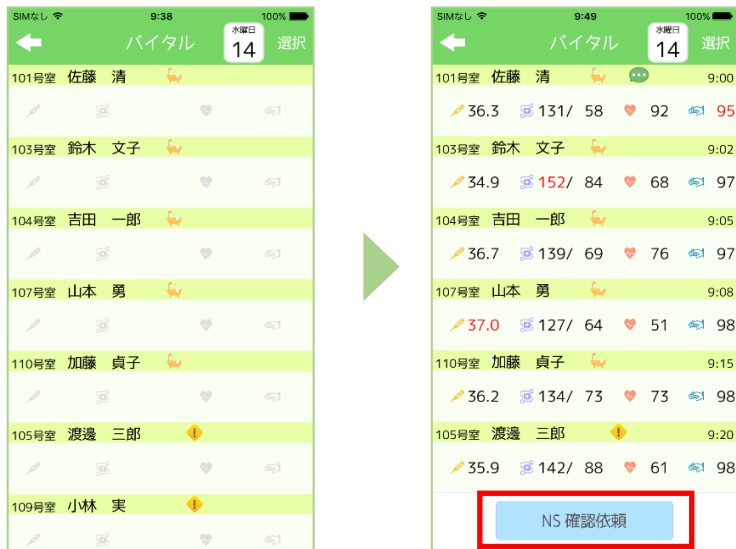 SIMなし 9:38 100%
バイタル 水曜日 14 選択
101号室 佐藤 清
103号室 鈴木 文子
104号室 吉田 一郎
107号室 山本 勇
110号室 加藤 貞子
105号室 渡邊 三郎
109号室 小林 実
SIMなし 9:49 100%
バイタル 水曜日 14 選択
101号室 佐藤 清 9:00
36.3 131/ 58 92 95
103号室 鈴木 文子 9:02
34.9 152/ 84 68 97
104号室 吉田 一郎 9:05
36.7 139/ 69 76 97
107号室 山本 勇 9:08
37.0 127/ 64 51 98
110号室 加藤 貞子 9:15
36.2 134/ 73 73 98
105号室 渡邊 三郎 9:20
35.9 142/ 88 61 98
NS 確認依頼